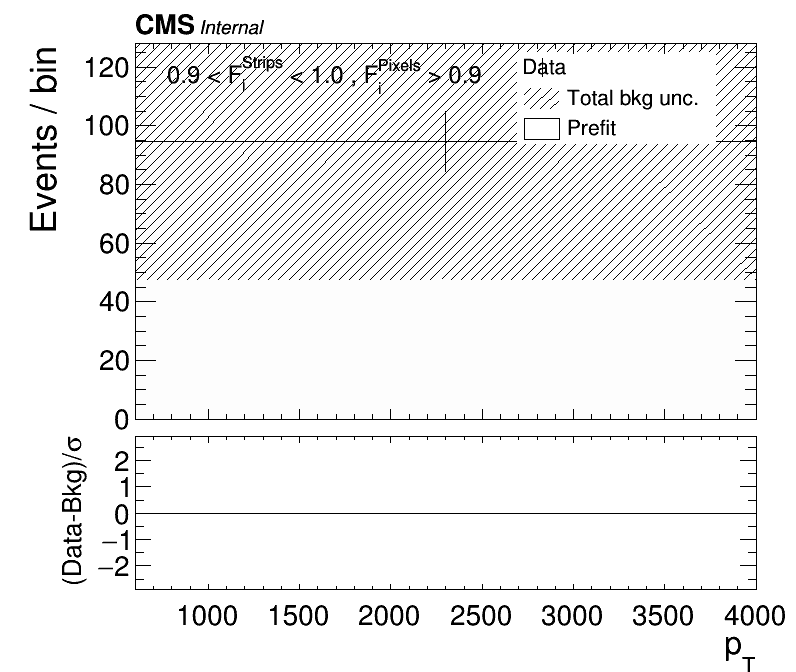 CMS Internal
Events / bin
120
100
80
60
40
20
0
0.9 < F_i^Strips < 1.0 , F_i^Pixels > 0.9
Data
Total bkg unc.
Prefit
(Data-Bkg)/σ
2
1
0
−1
−2
1000 1500 2000 2500 3000 3500 4000
p_T